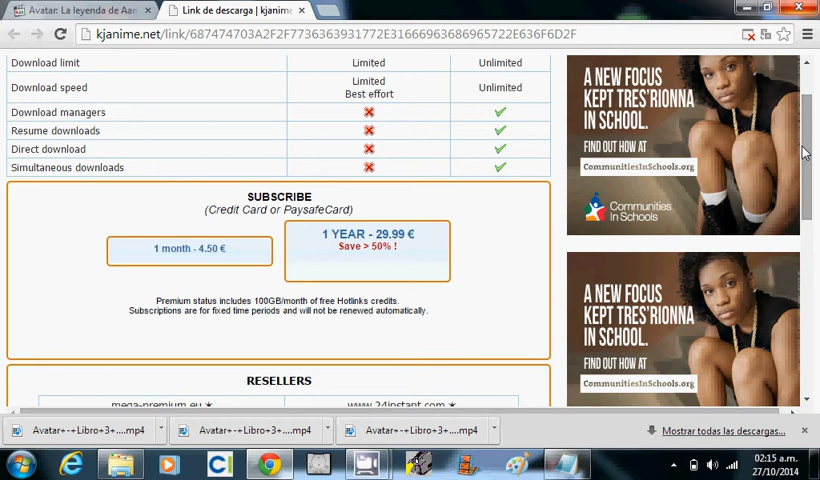 Avatar: La leyenda de Aan
Link de descarga | kjanime
kjanime.net/link/687474703A2F2F7736363931772E316669963686965722E636F6D2F
Download limit Limited Unlimited
Download speed Limited Best effort Unlimited
Download managers
Resume downloads
Direct download
Simultaneous downloads
SUBSCRIBE
(Credit Card or PaysafeCard)
1 month - 4.50 €
1 YEAR - 29.99 €
Save > 50% !
Premium status includes 100GB/month of free Hotlinks credits.
Subscriptions are for fixed time periods and will not be renewed automatically.
RESELLERS
mega-premium.eu * www.24instant.com *
A NEW FOCUS
KEPT TRES'RIONNA
IN SCHOOL.
FIND OUT HOW AT
CommunitiesInSchools.org
Communities
In Schools
A NEW FOCUS
KEPT TRES'RIONNA
IN SCHOOL.
FIND OUT HOW AT
CommunitiesInSchools.org
Avatar+-+Libro+3+....mp4
Avatar+-+Libro+3+....mp4
Avatar+-+Libro+3+....mp4
Mostrar todas las descargas...
CI
02:15 a.m.
27/10/2014